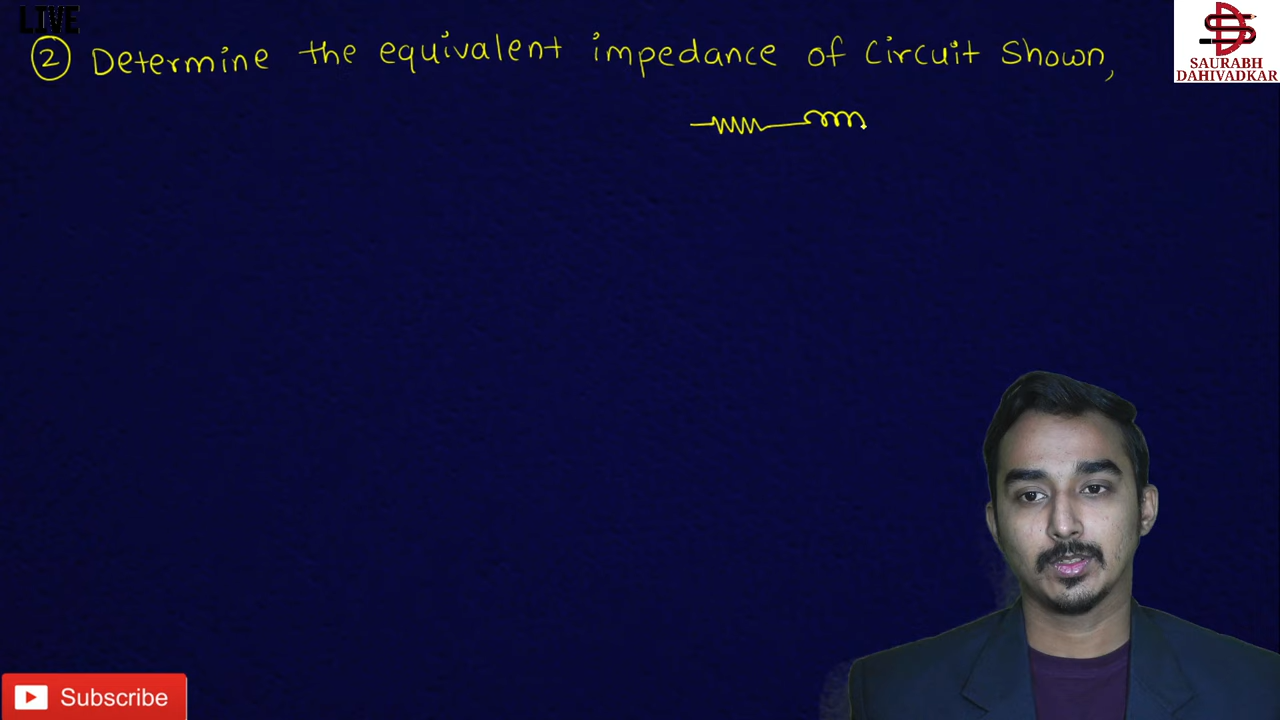 LIVE
② Determine the equivalent impedance of Circuit Shown,
SAURABH
DAHIVADKAR
Subscribe